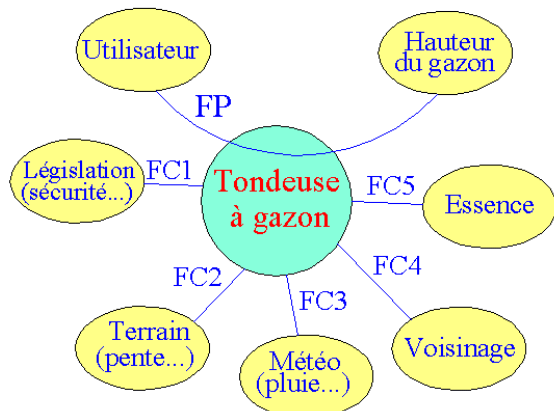 Utilisateur
Hauteur
du gazon
FP
Législation
(sécurité...)
FC1
Tondeuse
à gazon
FC5
Essence
FC2
FC3
FC4
Terrain
(pente...)
Météo
(pluie...)
Voisinage